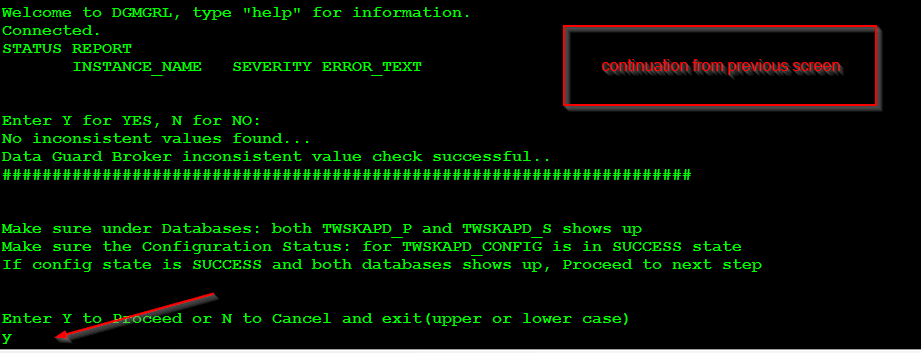 Welcome to DGMGRL, type "help" for information.
Connected.
STATUS REPORT
INSTANCE_NAME SEVERITY ERROR_TEXT
continuation from previous screen
Enter Y for YES, N for NO:
No inconsistent values found...
Data Guard Broker inconsistent value check successful..
#####################################################################
Make sure under Databases: both TWSKAPD_P and TWSKAPD_S shows up
Make sure the Configuration Status: for TWSKAPD_CONFIG is in SUCCESS state
If config state is SUCCESS and both databases shows up, Proceed to next step
Enter Y to Proceed or N to Cancel and exit(upper or lower case)
y